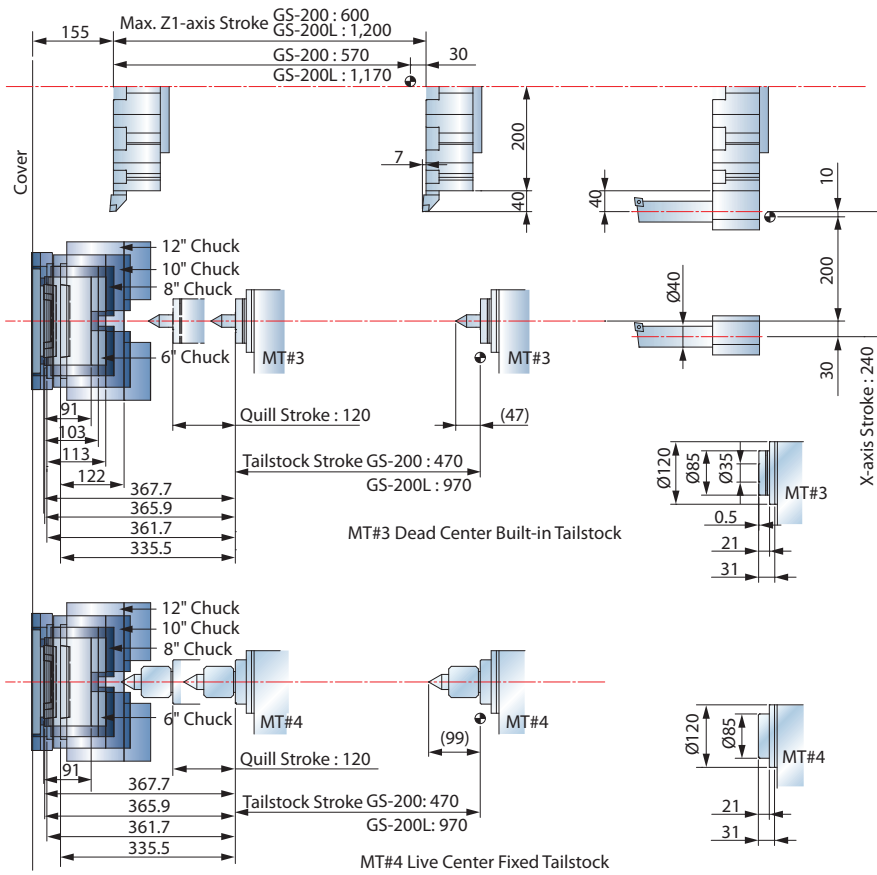 155
Max. Z1-axis Stroke GS-200 : 600
GS-200L : 1,200
GS-200 : 570
GS-200L : 1,170
30
Cover
7
200
40
40
10
200
Ø40
30
X-axis Stroke : 240
12" Chuck
10" Chuck
8" Chuck
6" Chuck
MT#3
MT#3
91
103
113
122
367.7
365.9
361.7
335.5
Quill Stroke : 120
(47)
Tailstock Stroke GS-200 : 470
GS-200L : 970
Ø120
Ø85
Ø35
MT#3
0.5
21
31
MT#3 Dead Center Built-in Tailstock
12" Chuck
10" Chuck
8" Chuck
6" Chuck
MT#4
MT#4
91
367.7
365.9
361.7
335.5
Quill Stroke : 120
(99)
Tailstock Stroke GS-200: 470
GS-200L: 970
Ø120
Ø85
MT#4
21
31
MT#4 Live Center Fixed Tailstock